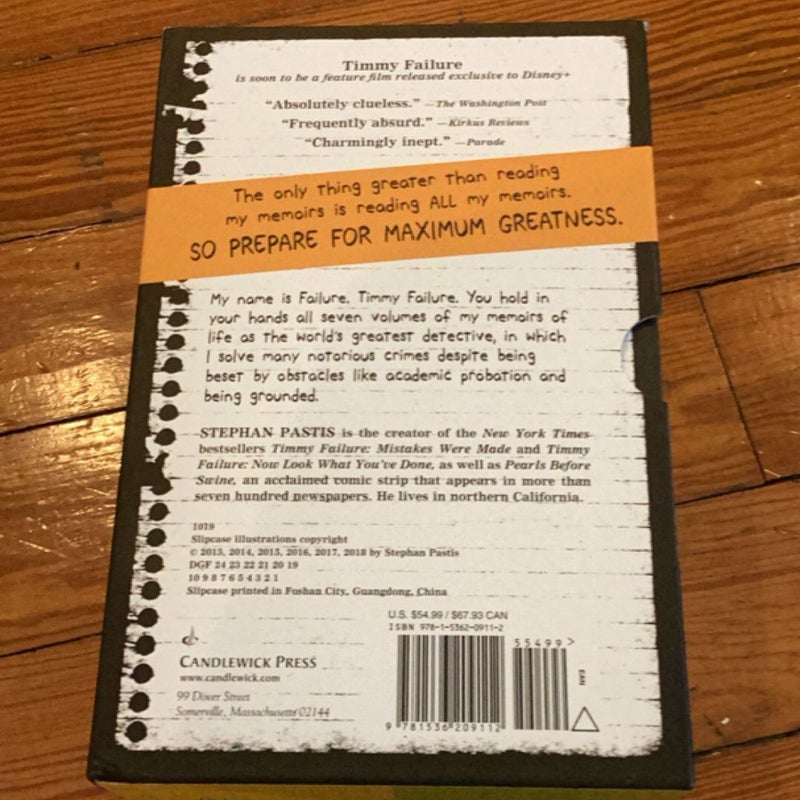 Timmy Failure
is soon to be a feature film released exclusive to Disney+
“Absolutely clueless.” —The Washington Post
“Frequently absurd.” —Kirkus Reviews
“Charmingly inept.” —Parade
The only thing greater than reading
my memoirs is reading ALL my memoirs.
SO PREPARE FOR MAXIMUM GREATNESS.
My name is Failure. Timmy Failure. You hold in
your hands all seven volumes of my memoirs of
life as the world's greatest detective, in which
I solve many notorious crimes despite being
beset by obstacles like academic probation and
being grounded.
STEPHAN PASTIS is the creator of the New York Times
bestsellers Timmy Failure: Mistakes Were Made and Timmy
Failure: Now Look What You've Done, as well as Pearls Before
Swine, an acclaimed comic strip that appears in more than
seven hundred newspapers. He lives in northern California.
1019
Slipcase illustrations copyright
© 2013, 2014, 2015, 2016, 2017, 2018 by Stephan Pastis
DGF 24 23 22 21 20 19
10 9 8 7 6 5 4 3 2 1
Slipcase printed in Foshan City, Guangdong, China
U.S. $54.99 / $67.93 CAN
ISBN 978-1-5362-0911-2
55499>
EAN
9 781536 209112
CANDLEWICK PRESS
www.candlewick.com
99 Dover Street
Somerville, Massachusetts 02144